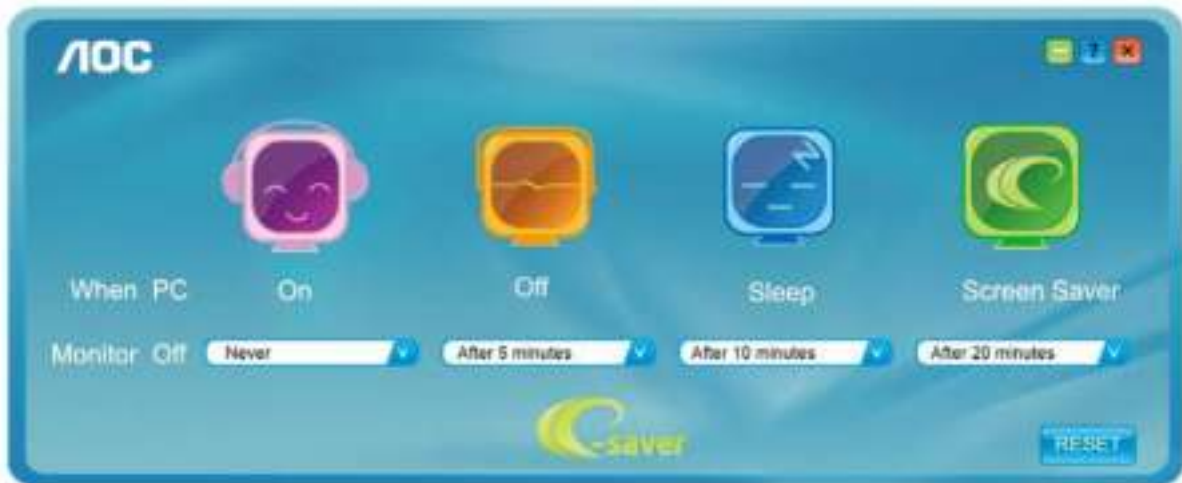 AOC
?
When PC On Off Sleep Screen Saver
Monitor Off Never After 5 minutes After 10 minutes After 20 minutes
e-saver
RESET